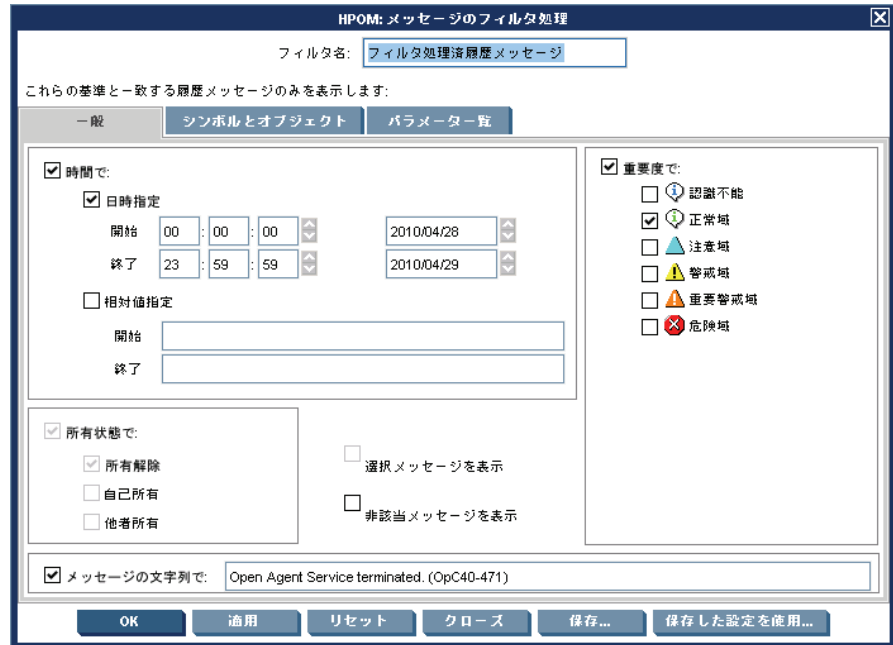 HPOM: メッセージのフィルタ処理
フィルタ名: フィルタ処理済履歴メッセージ
これらの基準と一致する履歴メッセージのみを表示します:
一般 シンボルとオブジェクト パラメータ一覧
時間で:
日時指定
開始 00 : 00 : 00 2010/04/28
終了 23 : 59 : 59 2010/04/29
相対値指定
開始
終了
重要度で:
認識不能
正常域
注意域
警戒域
重要警戒域
危険域
所有状態で:
所有解除
自己所有
他者所有
選択メッセージを表示
非該当メッセージを表示
メッセージの文字列で: Open Agent Service terminated. (OpC40-471)
OK 適用 リセット クローズ 保存... 保存した設定を使用...